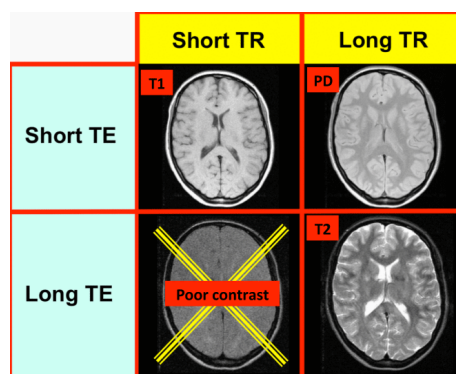 Short TR
Long TR
Short TE
T1
PD
Long TE
Poor contrast
T2